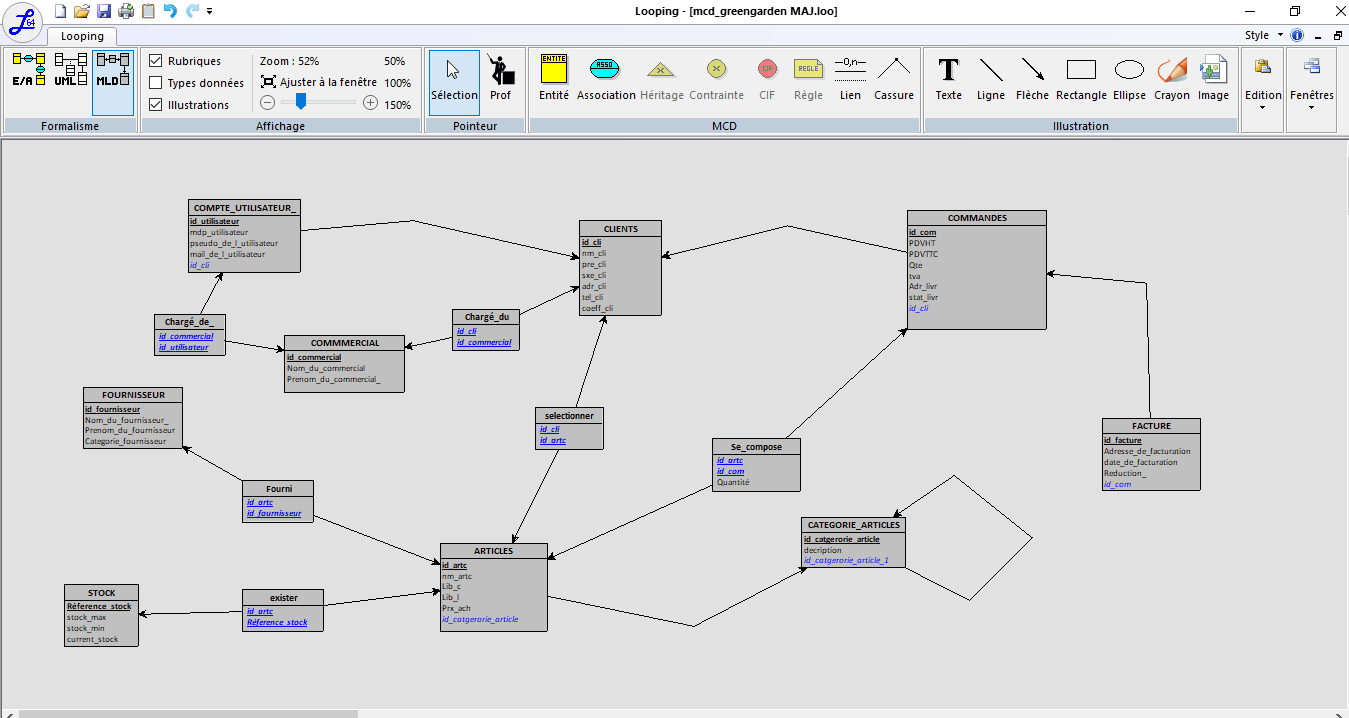 Looping - [mcd_greengarden MAJ.loo]
64
Looping
Style
E/A
UML
MLD
Formalisme
Rubriques
Types données
Illustrations
Zoom : 52%
50%
Ajuster à la fenêtre
100%
150%
Affichage
Sélection
Prof
Pointeur
ENTITÉ
Entité
ASSO
Association
Héritage
Contrainte
CIF
CIF
RÈGLE
Règle
0,n
Lien
Cassure
MCD
Texte
Ligne
Flèche
Rectangle
Ellipse
Crayon
Image
Illustration
Edition
Fenêtres
COMPTE_UTILISATEUR_
id_utilisateur
mdp_utilisateur
pseudo_de_l_utilisateur
mail_de_l_utilisateur
id_cli
CLIENTS
id_cli
nm_cli
pre_cli
sxe_cli
adr_cli
tel_cli
coeff_cli
COMMANDES
id_com
PDVHT
PDVTTC
Qte
tva
Adr_livr
stat_livr
id_cli
Chargé_de_
id_commercial
id_utilisateur
COMMMERCIAL
id_commercial
Nom_du_commercial
Prenom_du_commercial_
Chargé_du
id_cli
id_commercial
FOURNISSEUR
id_fournisseur
Nom_du_fournisseur_
Prenom_du_fournisseur
Categorie_fournisseur
selectionner
id_cli
id_artc
Se_compose
id_artc
id_com
Quantité
FACTURE
id_facture
Adresse_de_facturation
date_de_facturation
Reduction_
id_com
Fourni
id_artc
id_fournisseur
CATEGORIE_ARTICLES
id_catgerorie_article
decription
id_catgerorie_article_1
ARTICLES
id_artc
nm_artc
Lib_c
Lib_l
Prx_ach
id_catgerorie_article
STOCK
Réference_stock
stock_max
stock_min
current_stock
exister
id_artc
Réference_stock